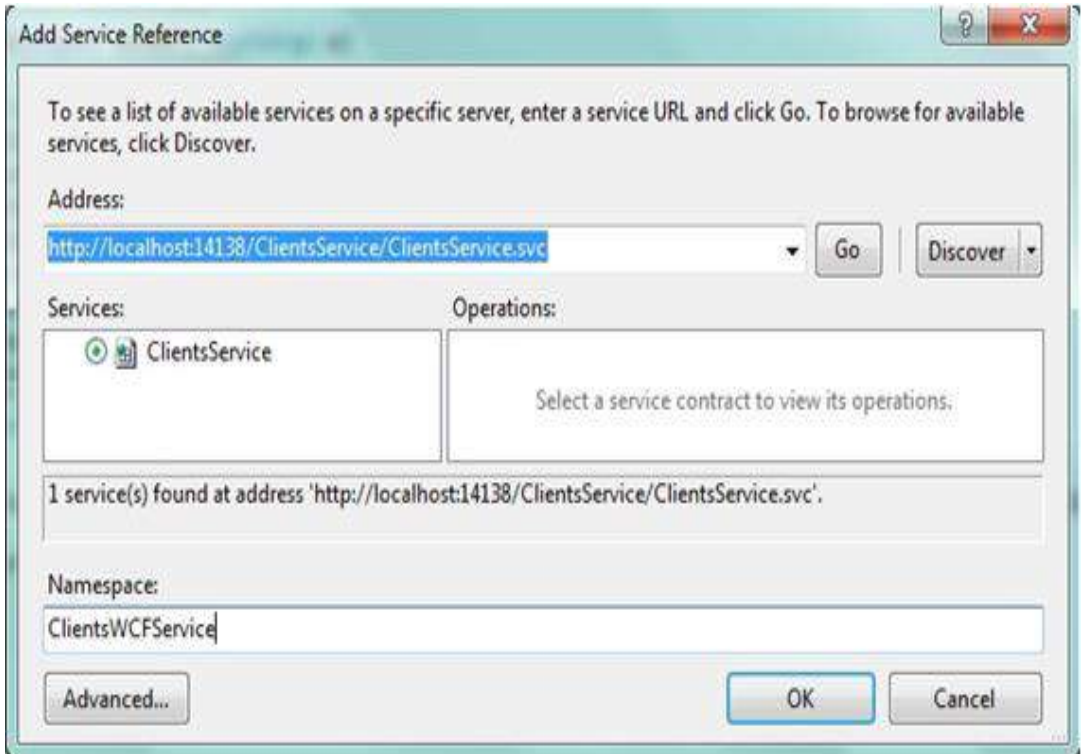 Add Service Reference
To see a list of available services on a specific server, enter a service URL and click Go. To browse for available
services, click Discover.
Address:
http://localhost:14138/ClientsService/ClientsService.svc
Go
Discover
Services:
Operations:
ClientsService
Select a service contract to view its operations.
1 service(s) found at address 'http://localhost:14138/ClientsService/ClientsService.svc'.
Namespace:
ClientsWCFService
Advanced...
OK
Cancel